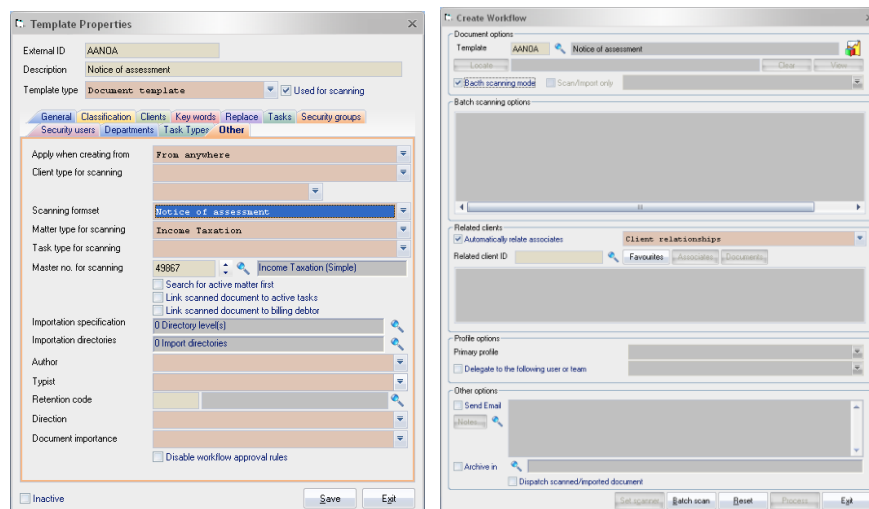 Template Properties
External ID AANOA
Description Notice of assessment
Template type Document template Used for scanning
General Classification Clients Key words Replace Tasks Security groups
Security users Departments Task Types Other
Apply when creating from From anywhere
Client type for scanning
Scanning formset Notice of assessment
Matter type for scanning Income Taxation
Task type for scanning
Master no. for scanning 49867 Income Taxation (Simple)
Search for active matter first
Link scanned document to active tasks
Link scanned document to billing debtor
Importation specification 0 Directory level(s)
Importation directories 0 Import directories
Author
Typist
Retention code
Direction
Document importance
Disable workflow approval rules
Inactive Save Exit
Create Workflow
Document options
Template AANOA Notice of assessment
Locate Clear View
Bacth scanning mode Scan/Import only
Batch scanning options
Related clients
Automatically relate associates Client relationships
Related client ID Favourites Associates Documents
Profile options
Primary profile
Delegate to the following user or team
Other options
Send Email
Notes
Archive in
Dispatch scanned/imported document
Set scanner Batch scan Reset Process Exit